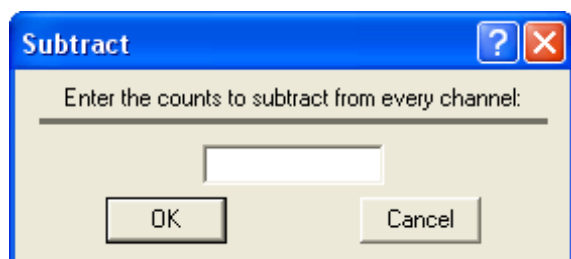 Subtract
?
Enter the counts to subtract from every channel:
OK
Cancel